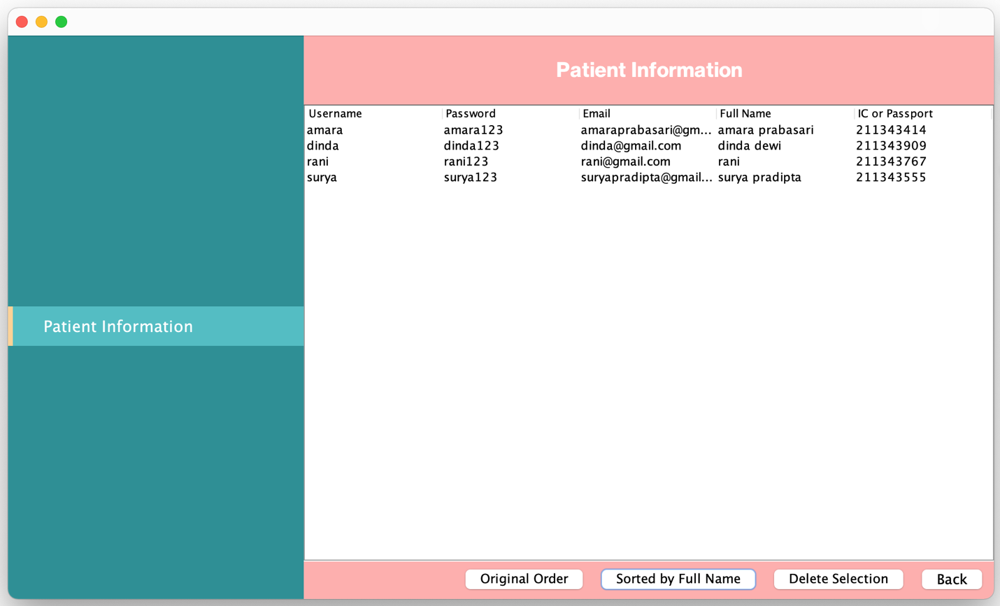 Patient Information
Patient Information
Username Password Email Full Name IC or Passport
amara amara123 amaraprabasari@gm... amara prabasari 211343414
dinda dinda123 dinda@gmail.com dinda dewi 211343909
rani rani123 rani@gmail.com rani 211343767
surya surya123 suryapradipta@gmail... surya pradipta 211343555
Original Order Sorted by Full Name Delete Selection Back